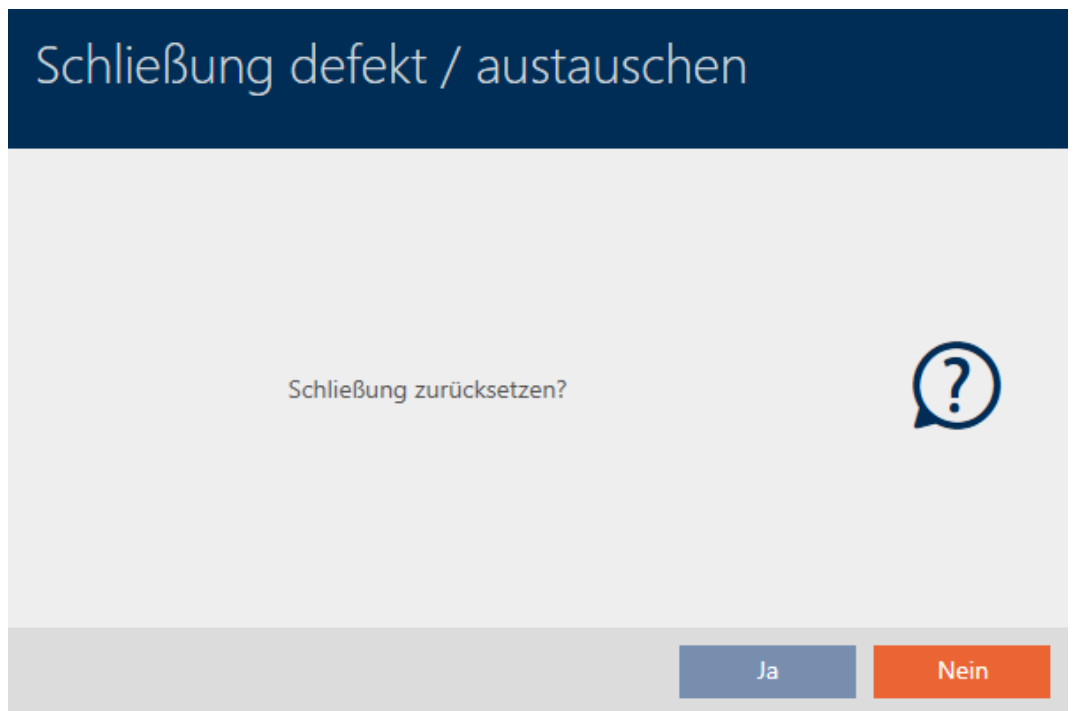 Schließung defekt / austauschen
Schließung zurücksetzen?
?
Ja
Nein